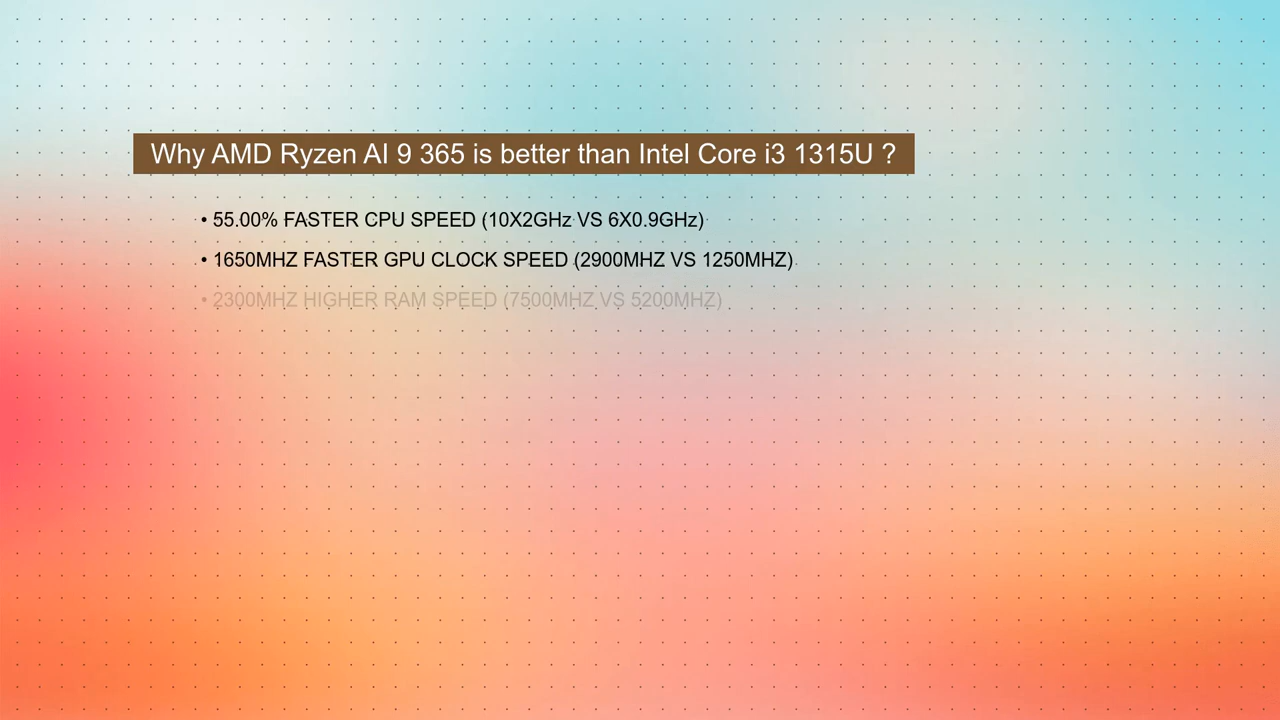 Why AMD Ryzen AI 9 365 is better than Intel Core i3 1315U ?
• 55.00% FASTER CPU SPEED (10X2GHz VS 6X0.9GHz)
• 1650MHZ FASTER GPU CLOCK SPEED (2900MHZ VS 1250MHZ)
• 2300MHZ HIGHER RAM SPEED (7500MHZ VS 5200MHZ)